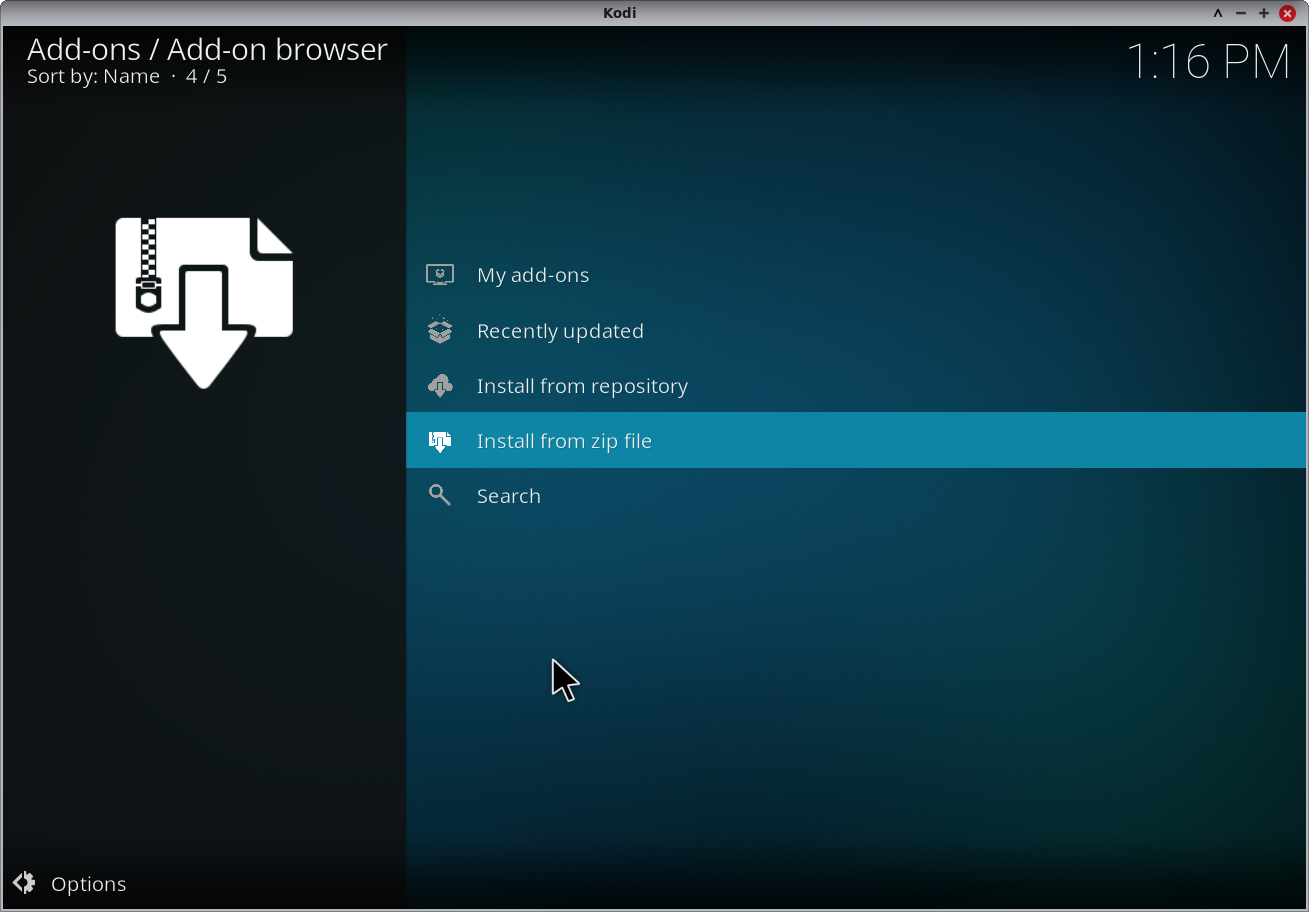 Kodi
Add-ons / Add-on browser
1:16 PM
Sort by: Name · 4 / 5
My add-ons
Recently updated
Install from repository
Install from zip file
Search
Options